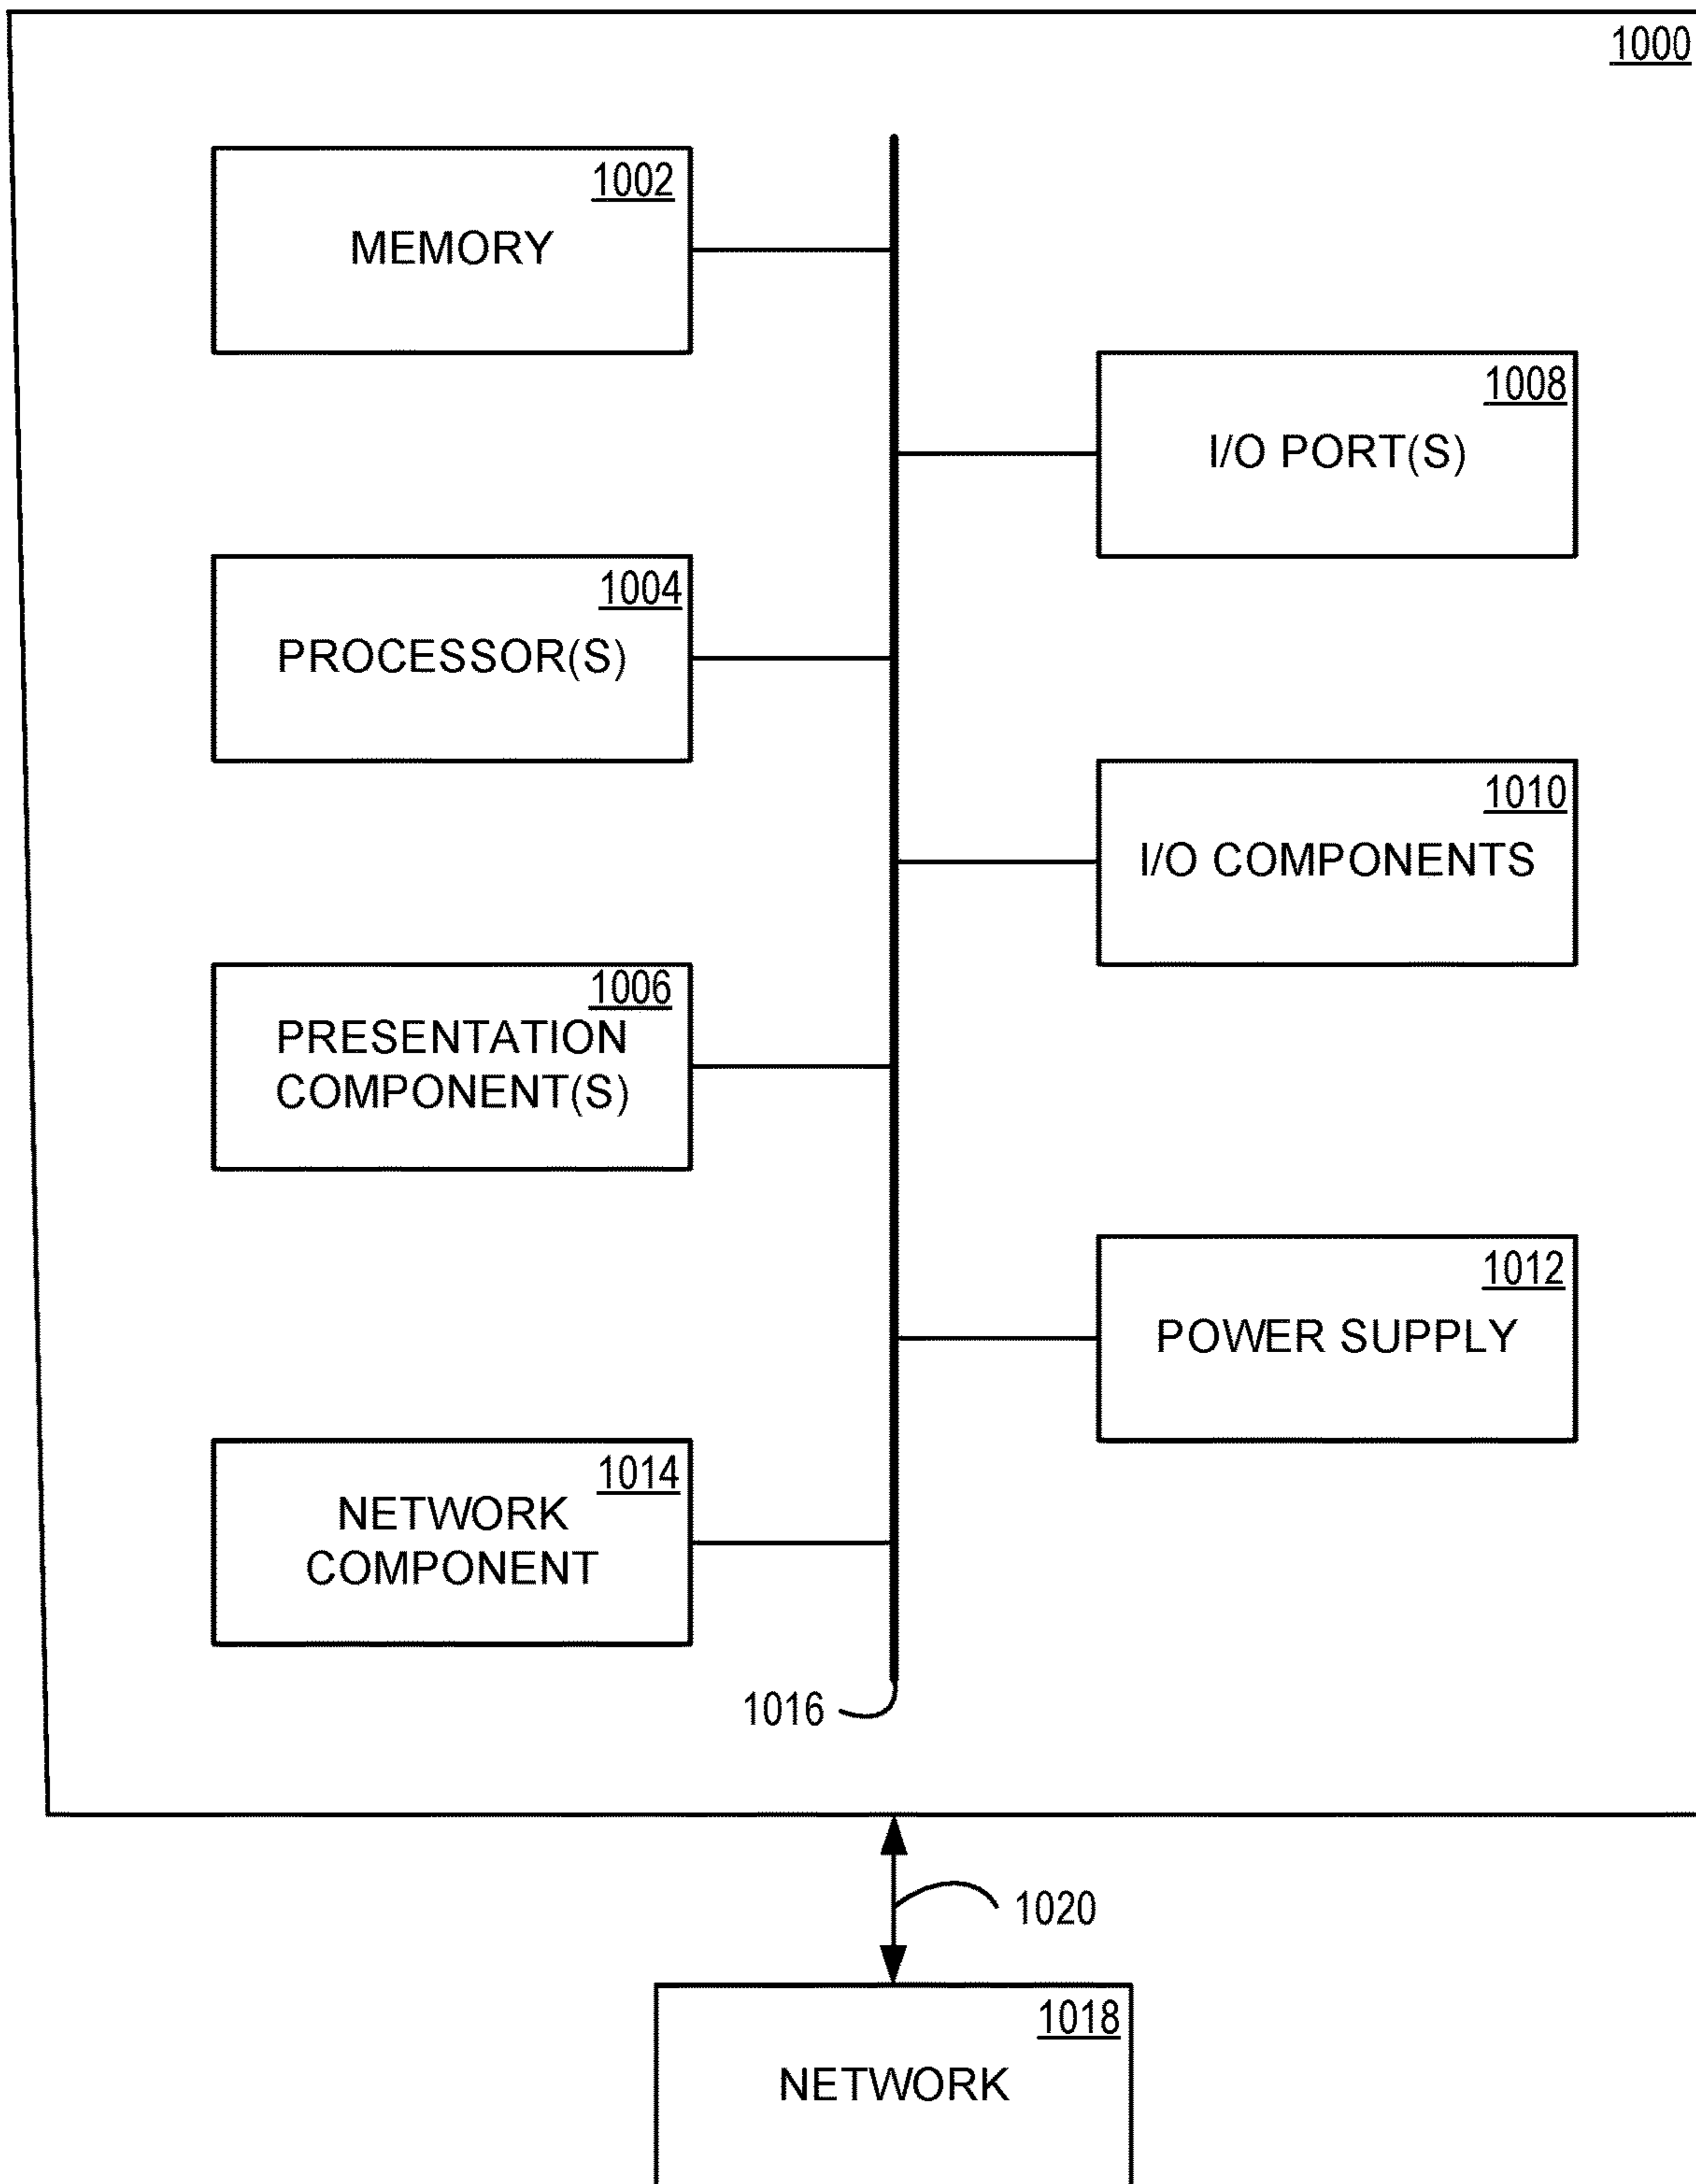 1000
1002
MEMORY
1008
I/O PORT(S)
1004
PROCESSOR(S)
1010
I/O COMPONENTS
1006
PRESENTATION
COMPONENT(S)
1012
POWER SUPPLY
1014
NETWORK
COMPONENT
1016
1020
1018
NETWORK